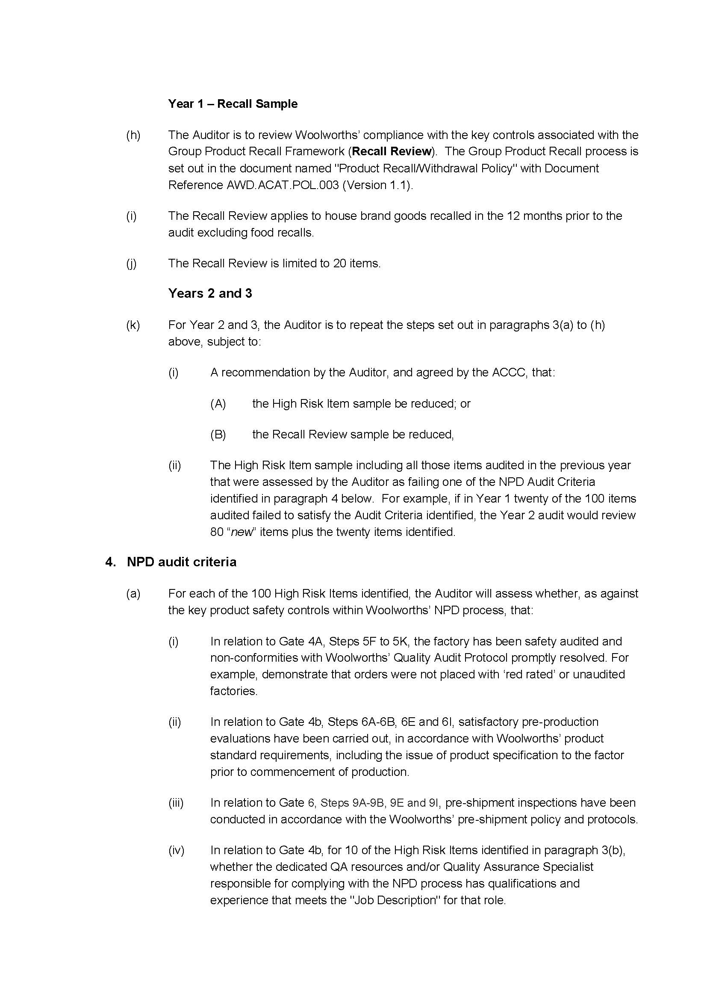 Year 1 – Recall Sample
(h) The Auditor is to review Woolworths’ compliance with the key controls associated with the
Group Product Recall Framework (Recall Review).  The Group Product Recall process is
set out in the document named "Product Recall/Withdrawal Policy" with Document
Reference AWD.ACAT.POL.003 (Version 1.1).
(i) The Recall Review applies to house brand goods recalled in the 12 months prior to the
audit excluding food recalls.
(j) The Recall Review is limited to 20 items.
Years 2 and 3
(k) For Year 2 and 3, the Auditor is to repeat the steps set out in paragraphs 3(a) to (h)
above, subject to:
(i) A recommendation by the Auditor, and agreed by the ACCC, that:
(A) the High Risk Item sample be reduced; or
(B) the Recall Review sample be reduced,
(ii) The High Risk Item sample including all those items audited in the previous year
that were assessed by the Auditor as failing one of the NPD Audit Criteria
identified in paragraph 4 below.  For example, if in Year 1 twenty of the 100 items
audited failed to satisfy the Audit Criteria identified, the Year 2 audit would review
80 “new” items plus the twenty items identified.
4. NPD audit criteria
(a) For each of the 100 High Risk Items identified, the Auditor will assess whether, as against
the key product safety controls within Woolworths’ NPD process, that:
(i) In relation to Gate 4A, Steps 5F to 5K, the factory has been safety audited and
non-conformities with Woolworths’ Quality Audit Protocol promptly resolved. For
example, demonstrate that orders were not placed with ‘red rated’ or unaudited
factories.
(ii) In relation to Gate 4b, Steps 6A-6B, 6E and 6I, satisfactory pre-production
evaluations have been carried out, in accordance with Woolworths’ product
standard requirements, including the issue of product specification to the factor
prior to commencement of production.
(iii) In relation to Gate 6, Steps 9A-9B, 9E and 9I, pre-shipment inspections have been
conducted in accordance with the Woolworths’ pre-shipment policy and protocols.
(iv) In relation to Gate 4b, for 10 of the High Risk Items identified in paragraph 3(b),
whether the dedicated QA resources and/or Quality Assurance Specialist
responsible for complying with the NPD process has qualifications and
experience that meets the "Job Description" for that role.